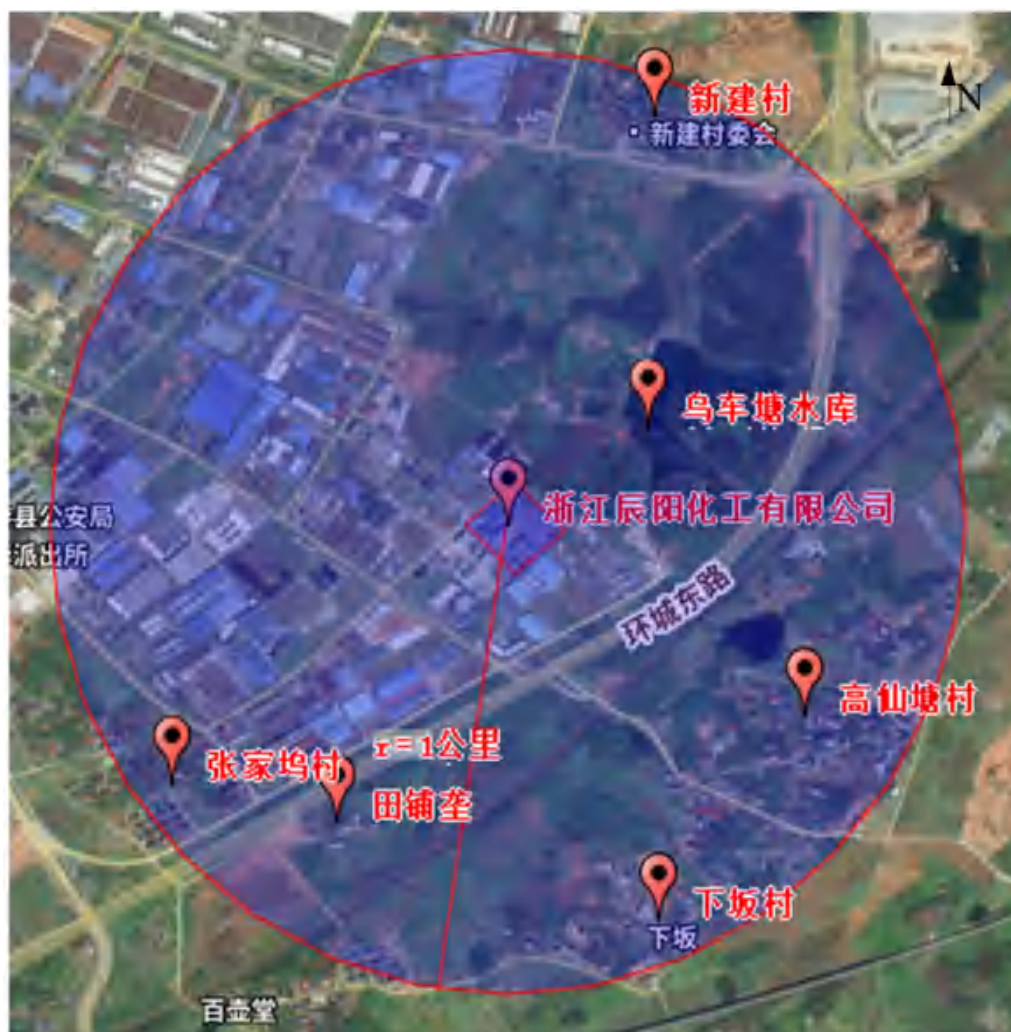 新建村
N
新建村委会
乌车塘水库
浙江辰阳化工有限公司
县公安局
派出所
环城东路
高仙塘村
r=1公里
张家坞村
田铺垄
下坂村
下坂
百壶堂